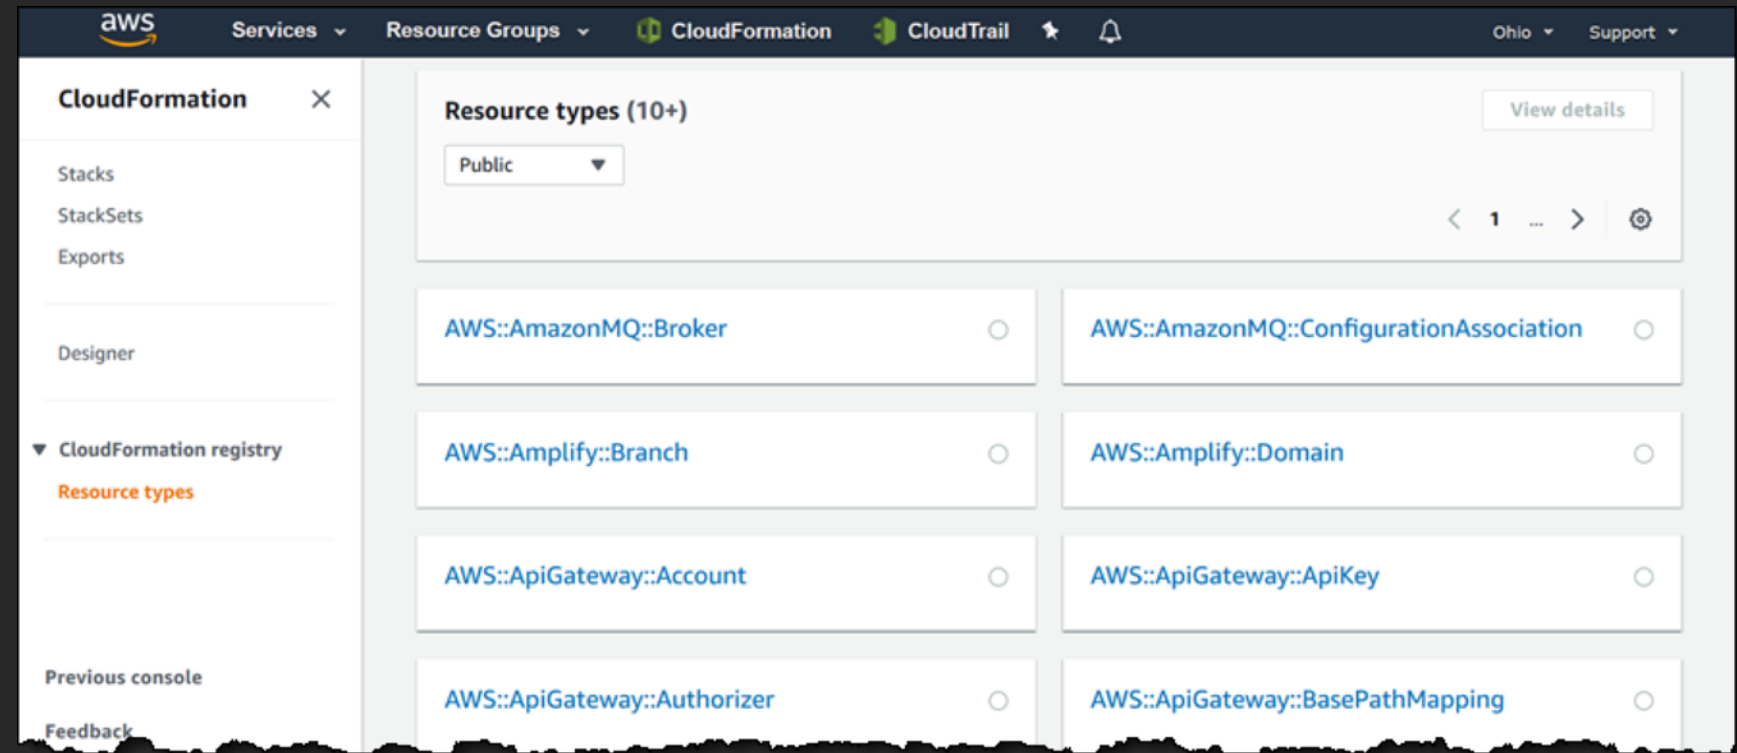 aws Services Resource Groups CloudFormation CloudTrail Ohio Support
CloudFormation
Stacks
StackSets
Exports
Designer
CloudFormation registry
Resource types
Previous console
Feedback
Resource types (10+)
View details
Public
1 ...
AWS::AmazonMQ::Broker
AWS::AmazonMQ::ConfigurationAssociation
AWS::Amplify::Branch
AWS::Amplify::Domain
AWS::ApiGateway::Account
AWS::ApiGateway::ApiKey
AWS::ApiGateway::Authorizer
AWS::ApiGateway::BasePathMapping